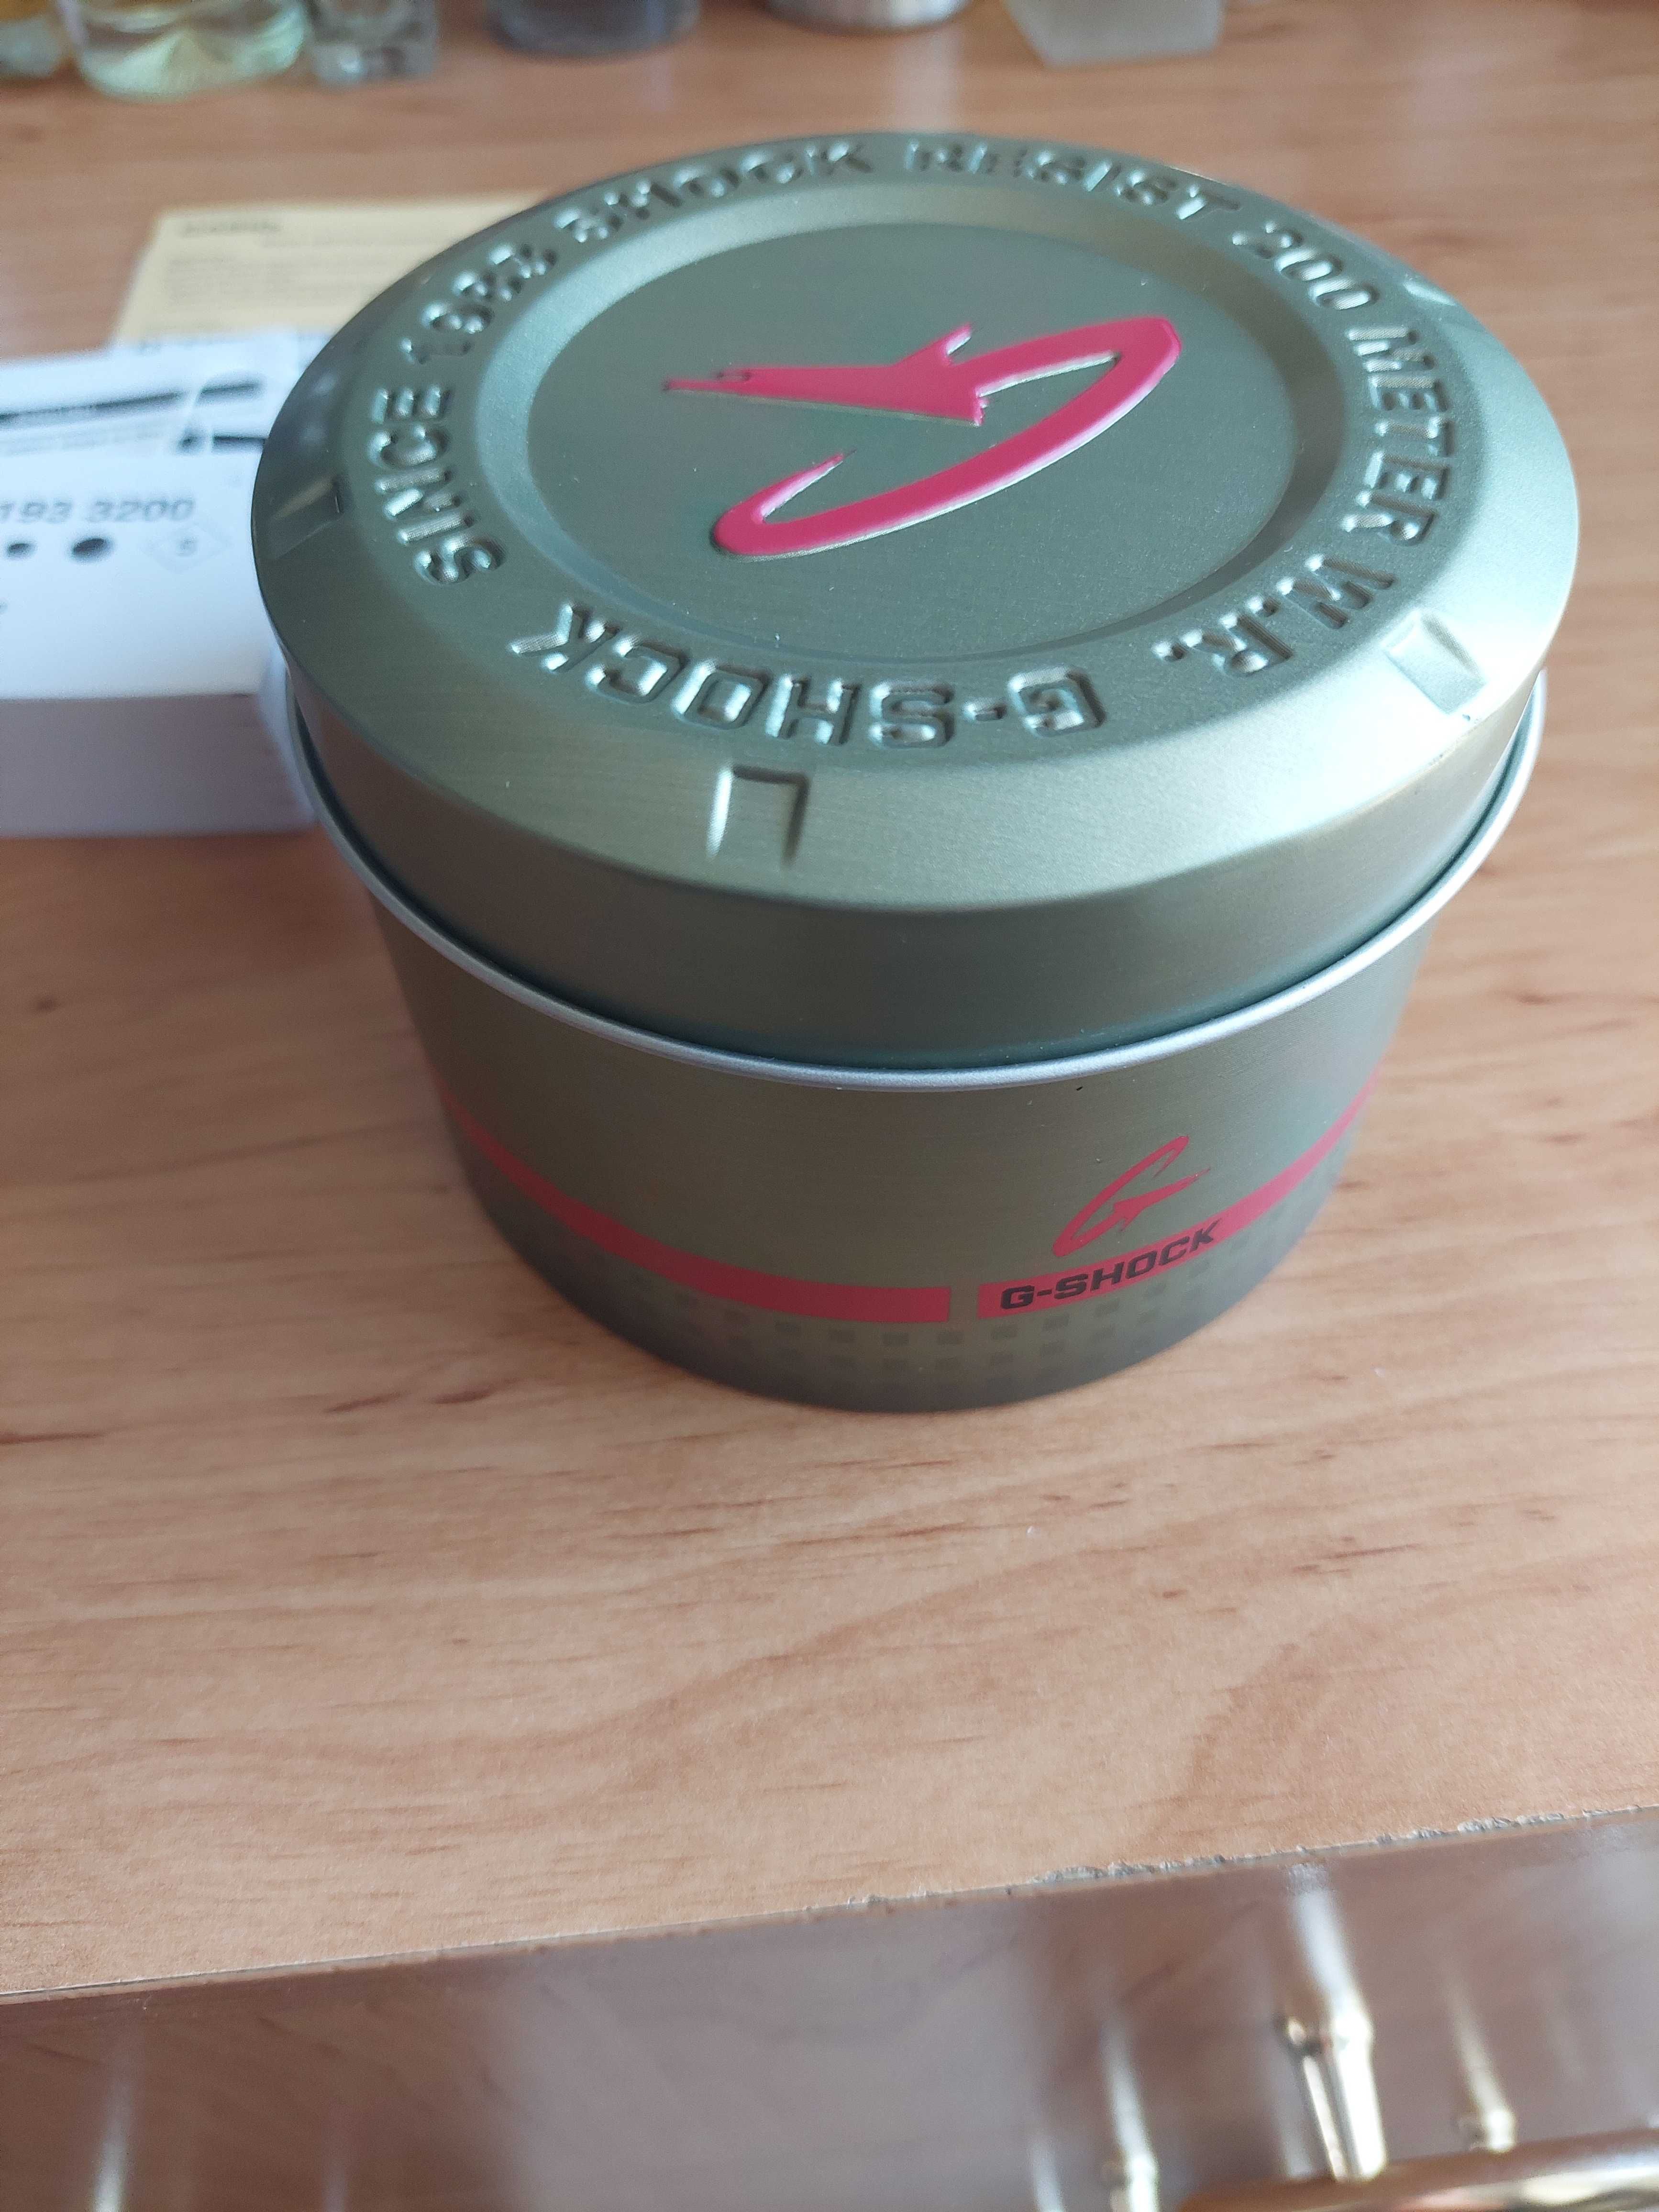 SINCE 1983 SHOCK RESIST 200 METER W.R. G-SHOCK
G-SHOCK
193 3200